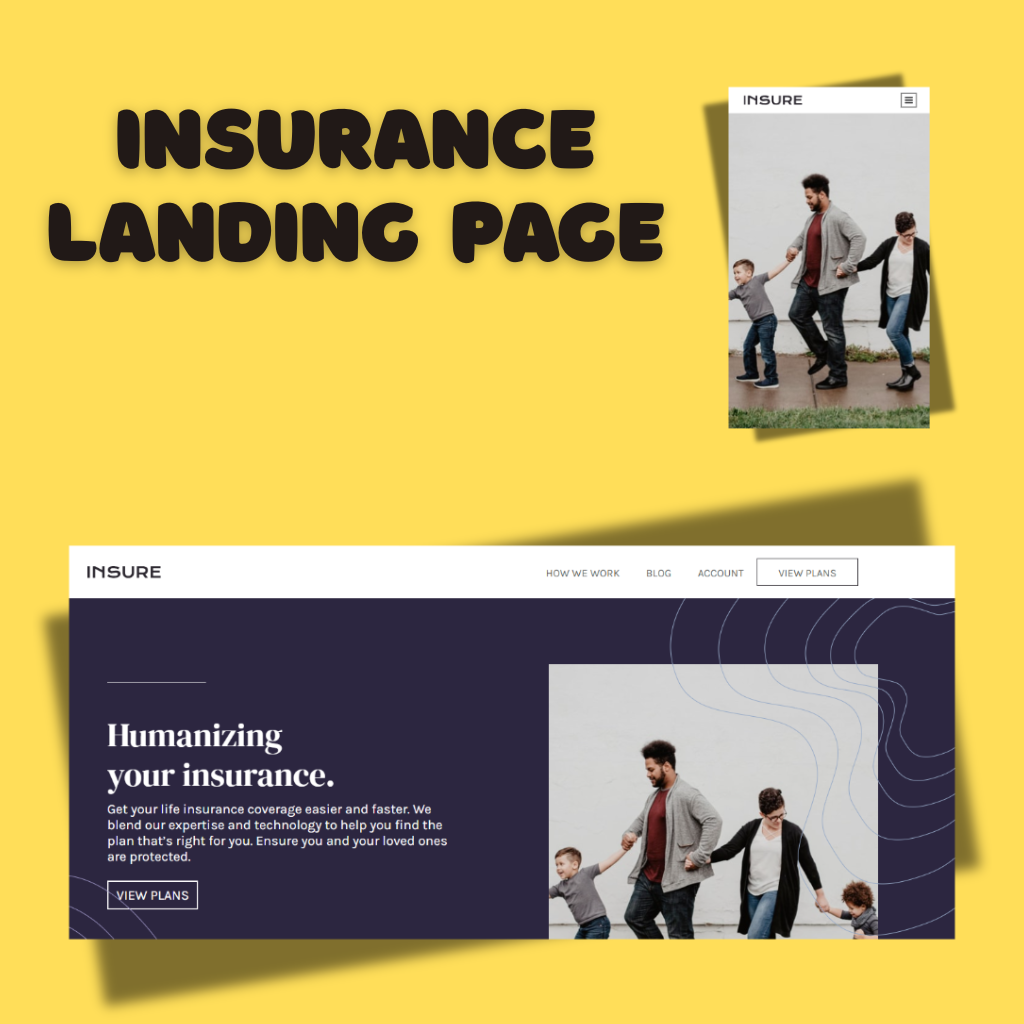 INSURANCE
LANDING PAGE
INSURE
INSURE
HOW WE WORK
BLOG
ACCOUNT
VIEW PLANS
Humanizing
your insurance.
Get your life insurance coverage easier and faster. We
blend our expertise and technology to help you find the
plan that's right for you. Ensure you and your loved ones
are protected.
VIEW PLANS